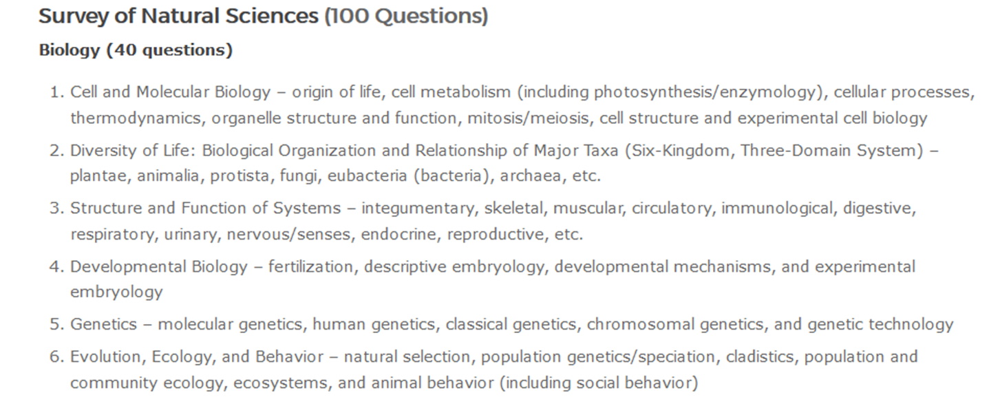 Survey of Natural Sciences (100 Questions)
Biology (40 questions)
1. Cell and Molecular Biology – origin of life, cell metabolism (including photosynthesis/enzymology), cellular processes,
thermodynamics, organelle structure and function, mitosis/meiosis, cell structure and experimental cell biology
2. Diversity of Life: Biological Organization and Relationship of Major Taxa (Six-Kingdom, Three-Domain System) –
plantae, animalia, protista, fungi, eubacteria (bacteria), archaea, etc.
3. Structure and Function of Systems – integumentary, skeletal, muscular, circulatory, immunological, digestive,
respiratory, urinary, nervous/senses, endocrine, reproductive, etc.
4. Developmental Biology – fertilization, descriptive embryology, developmental mechanisms, and experimental
embryology
5. Genetics – molecular genetics, human genetics, classical genetics, chromosomal genetics, and genetic technology
6. Evolution, Ecology, and Behavior – natural selection, population genetics/speciation, cladistics, population and
community ecology, ecosystems, and animal behavior (including social behavior)